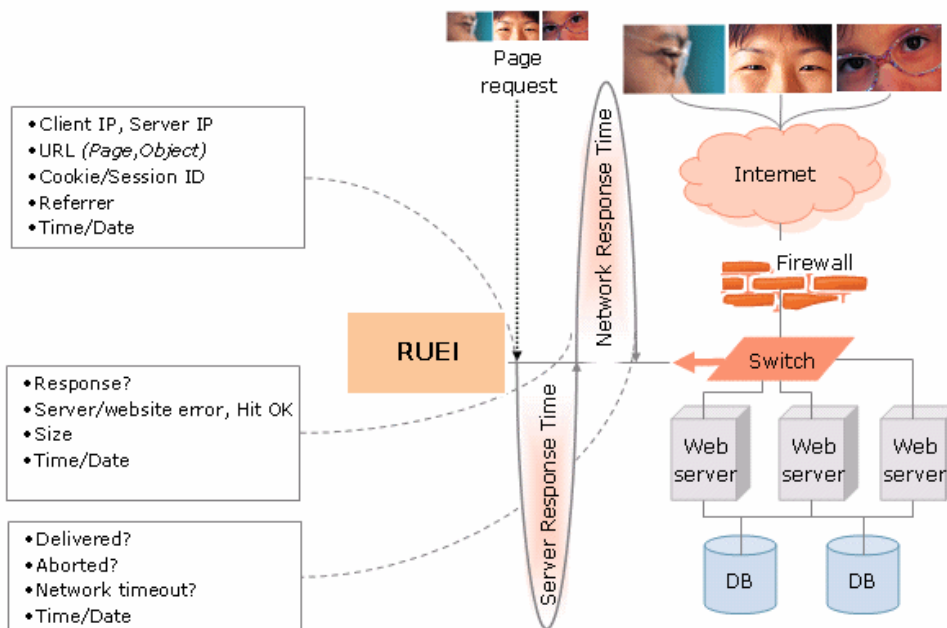 Page
request
•Client IP, Server IP
•URL (Page,Object)
•Cookie/Session ID
•Referrer
•Time/Date
RUEI
•Response?
•Server/website error, Hit OK
•Size
•Time/Date
•Delivered?
•Aborted?
•Network timeout?
•Time/Date
Server Response Time
Network Response Time
Internet
Firewall
Switch
Web
server
Web
server
Web
server
DB
DB